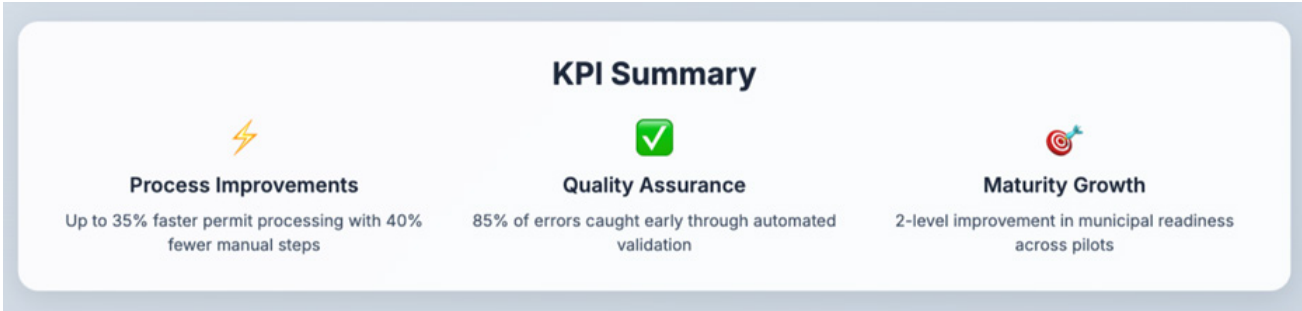 KPI Summary
Process Improvements
Up to 35% faster permit processing with 40%
fewer manual steps
Quality Assurance
85% of errors caught early through automated
validation
Maturity Growth
2-level improvement in municipal readiness
across pilots